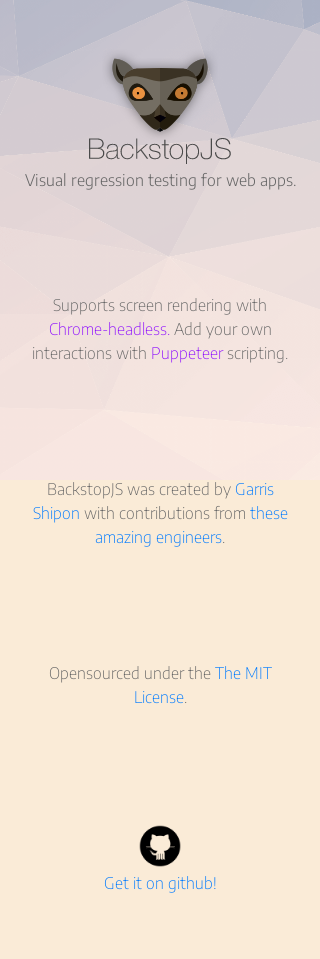 BackstopJS
Visual regression testing for web apps.
Supports screen rendering with
Chrome-headless. Add your own
interactions with Puppeteer scripting.
BackstopJS was created by Garris
Shipon with contributions from these
amazing engineers.
Opensourced under the The MIT
License.
Get it on github!